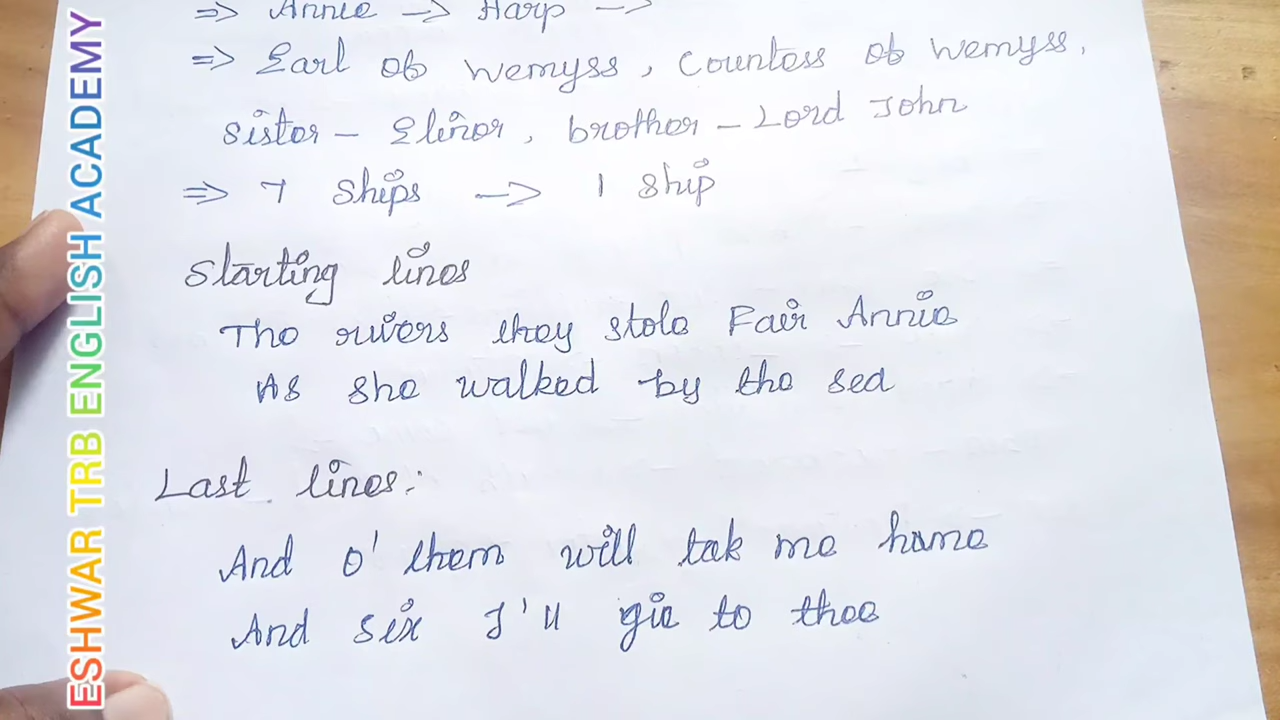 ⇒ Annie → Harp →
⇒ Earl of Wemyss, Countess of Wemyss,
Sister - Elinor, brother - Lord John
⇒ 7 Ships → 1 Ship
Starting lines
The rivers they stole Fair Annie
As she walked by the sea
Last lines:
And o' them will tak me hame
And six I'll gie to thee
ESHWAR TRB ENGLISH ACADEMY